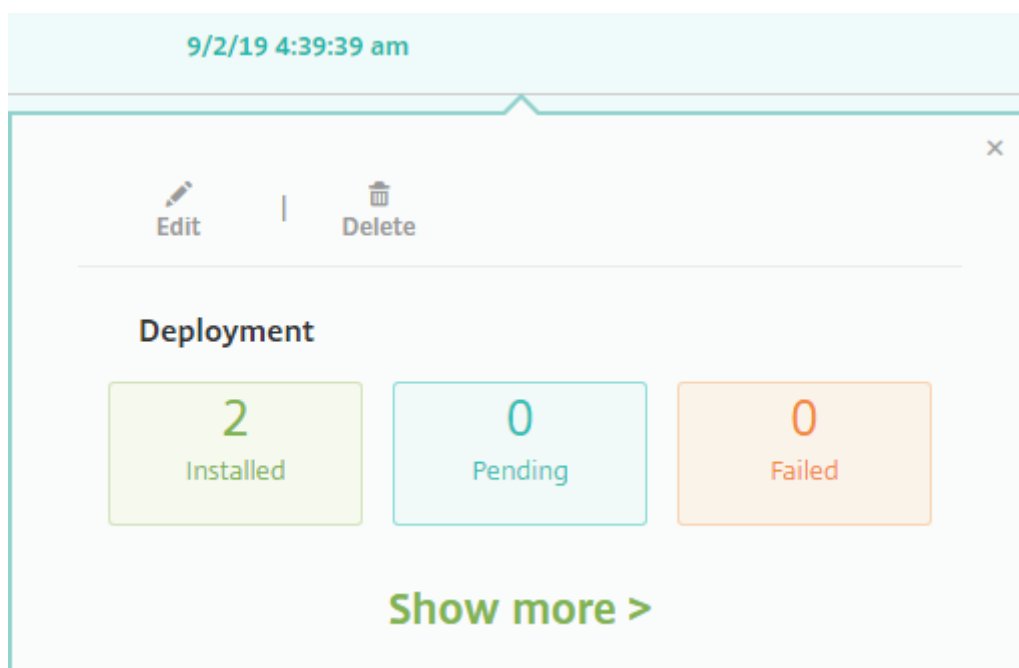 9/2/19 4:39:39 am
×
Edit | Delete
Deployment
2 0 0
Installed Pending Failed
Show more >